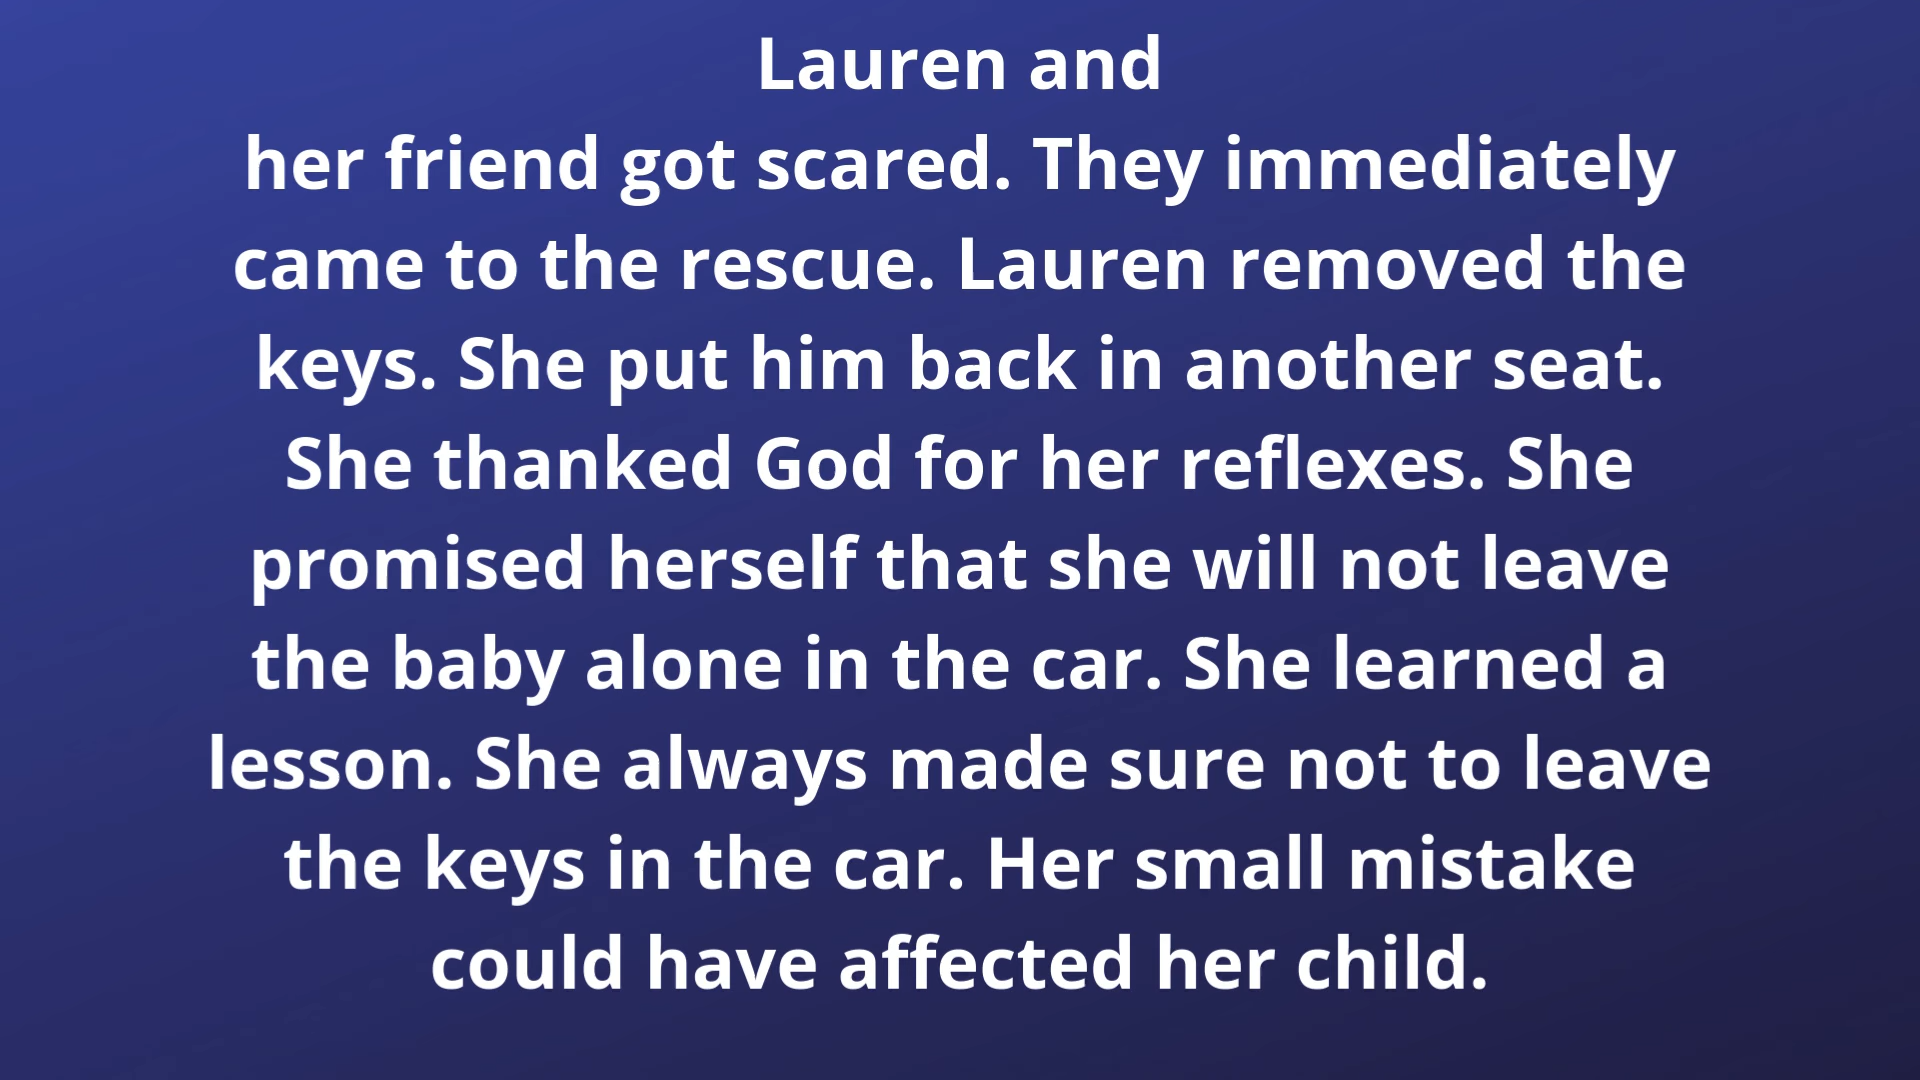 Lauren and
her friend got scared. They immediately
came to the rescue. Lauren removed the
keys. She put him back in another seat.
She thanked God for her reflexes. She
promised herself that she will not leave
the baby alone in the car. She learned a
lesson. She always made sure not to leave
the keys in the car. Her small mistake
could have affected her child.